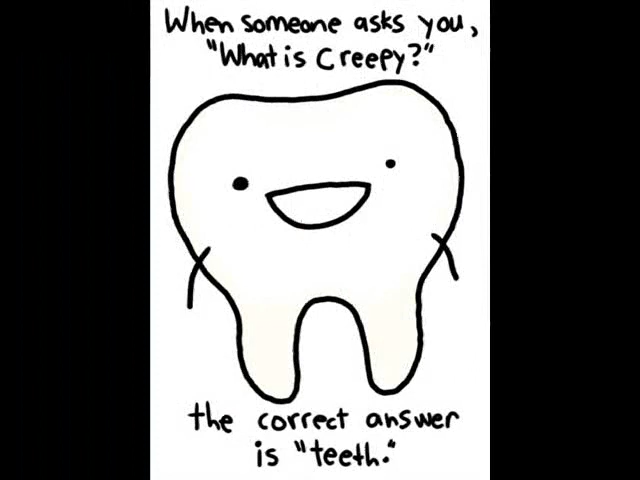 When someone asks you,
"What is Creepy?"
the correct answer
is "teeth."